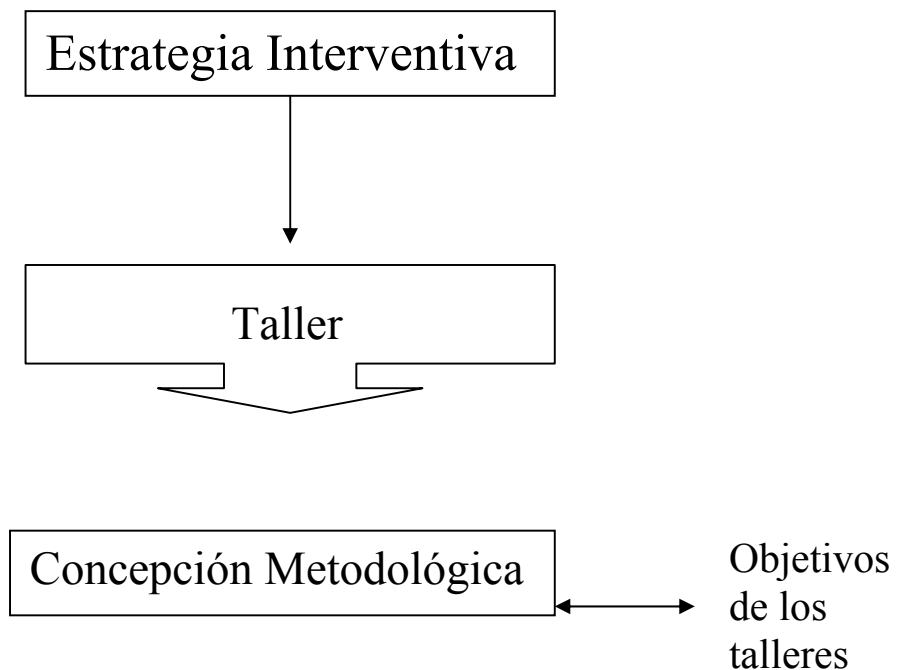 Estrategia Interventiva
Taller
Concepción Metodológica
Objetivos
de los
talleres